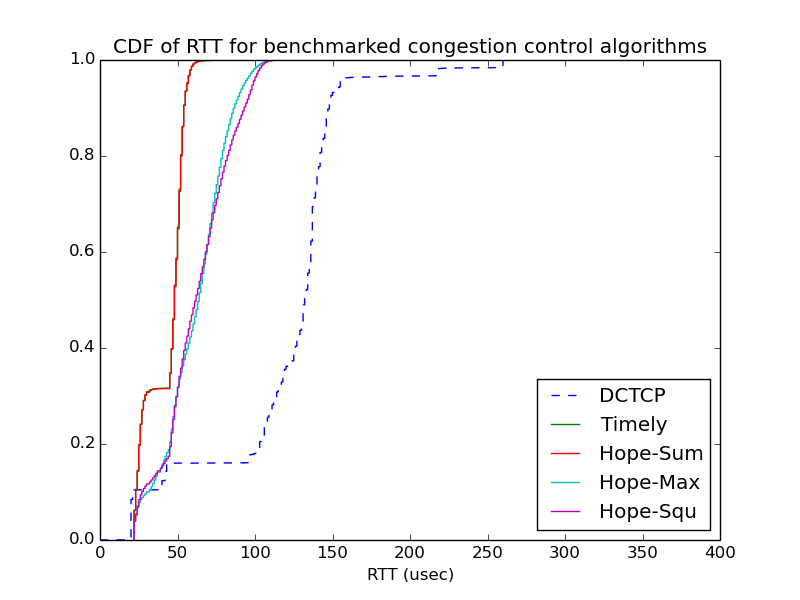 CDF of RTT for benchmarked congestion control algorithms
1.0
0.8
0.6
0.4
0.2
0.0
DCTCP
Timely
Hope-Sum
Hope-Max
Hope-Squ
0 50 100 150 200 250 300 350 400
RTT (usec)